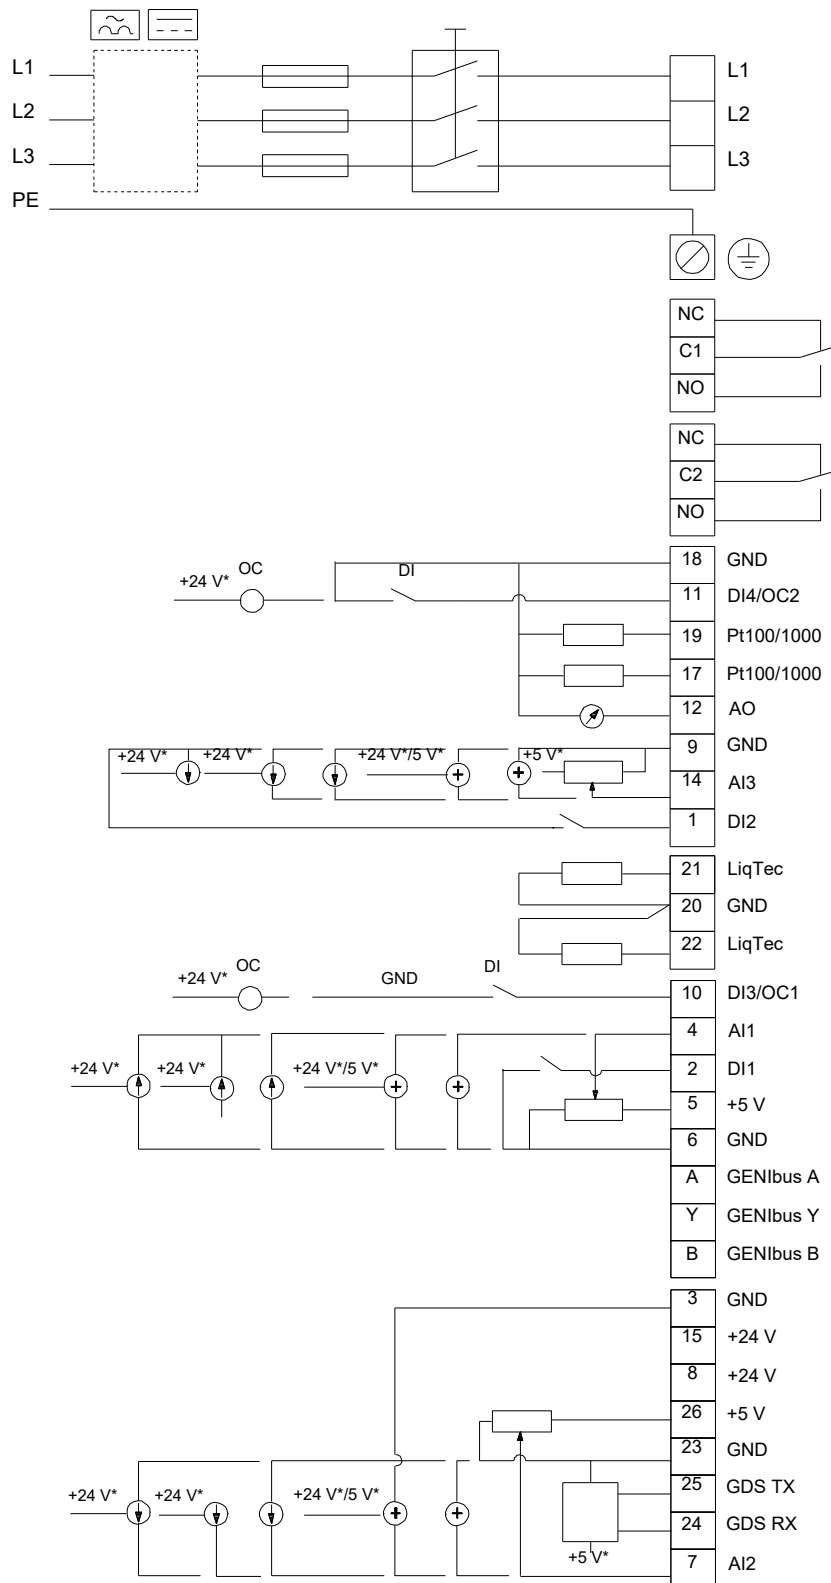 L1 L1
L2 L2
L3 L3
PE
NC
C1
NO
NC
C2
NO
18 GND
+24 V* OC DI 11 DI4/OC2
19 Pt100/1000
17 Pt100/1000
12 AO
9 GND
+24 V* +24 V* +24 V*/5 V* +5 V*
14 AI3
1 DI2
21 LiqTec
20 GND
22 LiqTec
+24 V* OC GND DI 10 DI3/OC1
4 AI1
+24 V* +24 V* +24 V*/5 V* 2 DI1
5 +5 V
6 GND
A GENIbus A
Y GENIbus Y
B GENIbus B
3 GND
15 +24 V
8 +24 V
26 +5 V
23 GND
25 GDS TX
+24 V* +24 V* +24 V*/5 V*
24 GDS RX
+5 V*
7 AI2